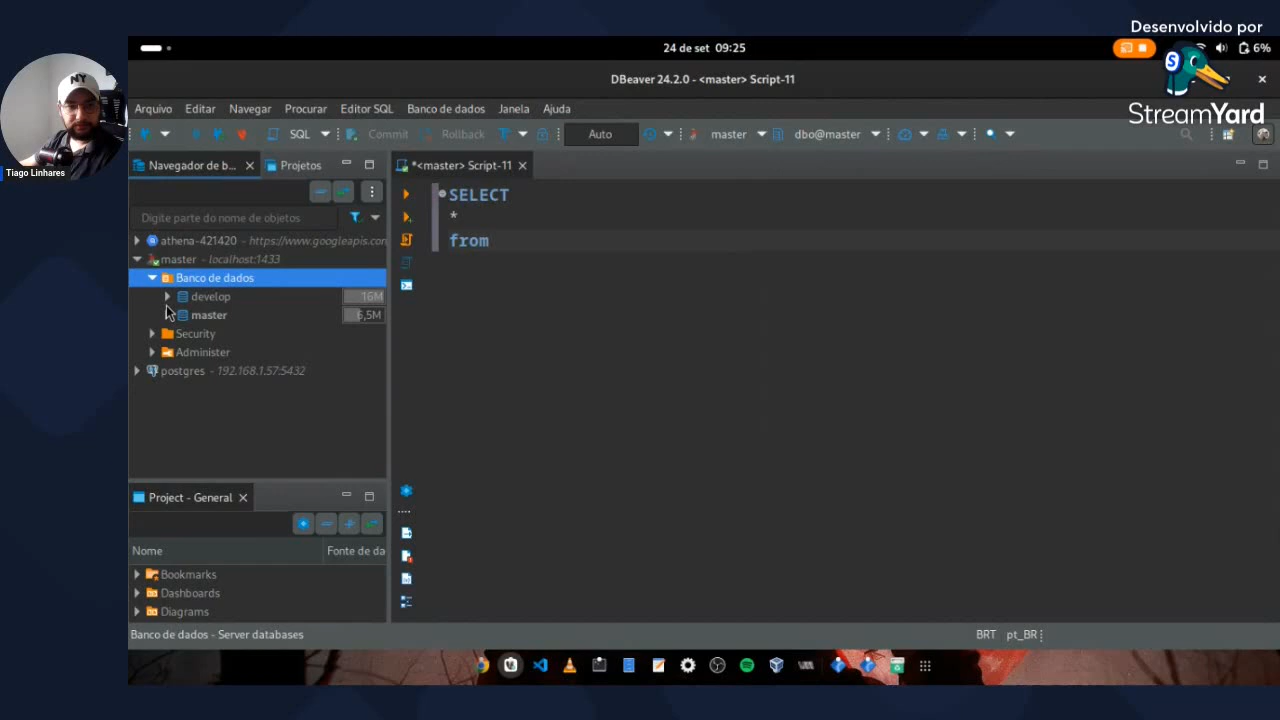 Desenvolvido por
StreamYard
Tiago Linhares
24 de set 09:25
6%
DBeaver 24.2.0 - <master> Script-11
Arquivo Editar Navegar Procurar Editor SQL Banco de dados Janela Ajuda
SQL Commit Rollback Auto master dbo@master
Navegador de b... Projetos
*<master> Script-11
Digite parte do nome de objetos
athena-421420 - https://www.googleapis.con
master - localhost:1433
Banco de dados
develop 16M
master 6,5M
Security
Administer
postgres - 192.168.1.57:5432
SELECT
*
from
Project - General
Nome Fonte de da
Bookmarks
Dashboards
Diagrams
Banco de dados - Server databases
BRT pt_BR